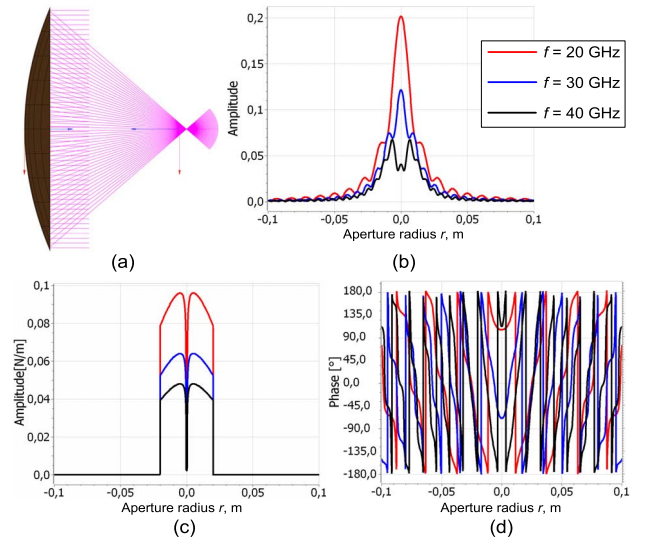 0,2
0,15
0,1
0,05
0,0
Amplitude
-0,1
-0,05
0,0
0,05
0,1
Aperture radius r, m
f = 20 GHz
f = 30 GHz
f = 40 GHz
(a)
(b)
0,1
0,08
0,06
0,04
0,02
0,0
Amplitude[N/m]
-0,1
-0,05
0,0
0,05
0,1
Aperture radius r, m
(c)
180,0
135,0
90,0
45,0
0,0
-45,0
-90,0
-135,0
-180,0
Phase [°]
-0,1
-0,05
0,0
0,05
0,1
Aperture radius r, m
(d)